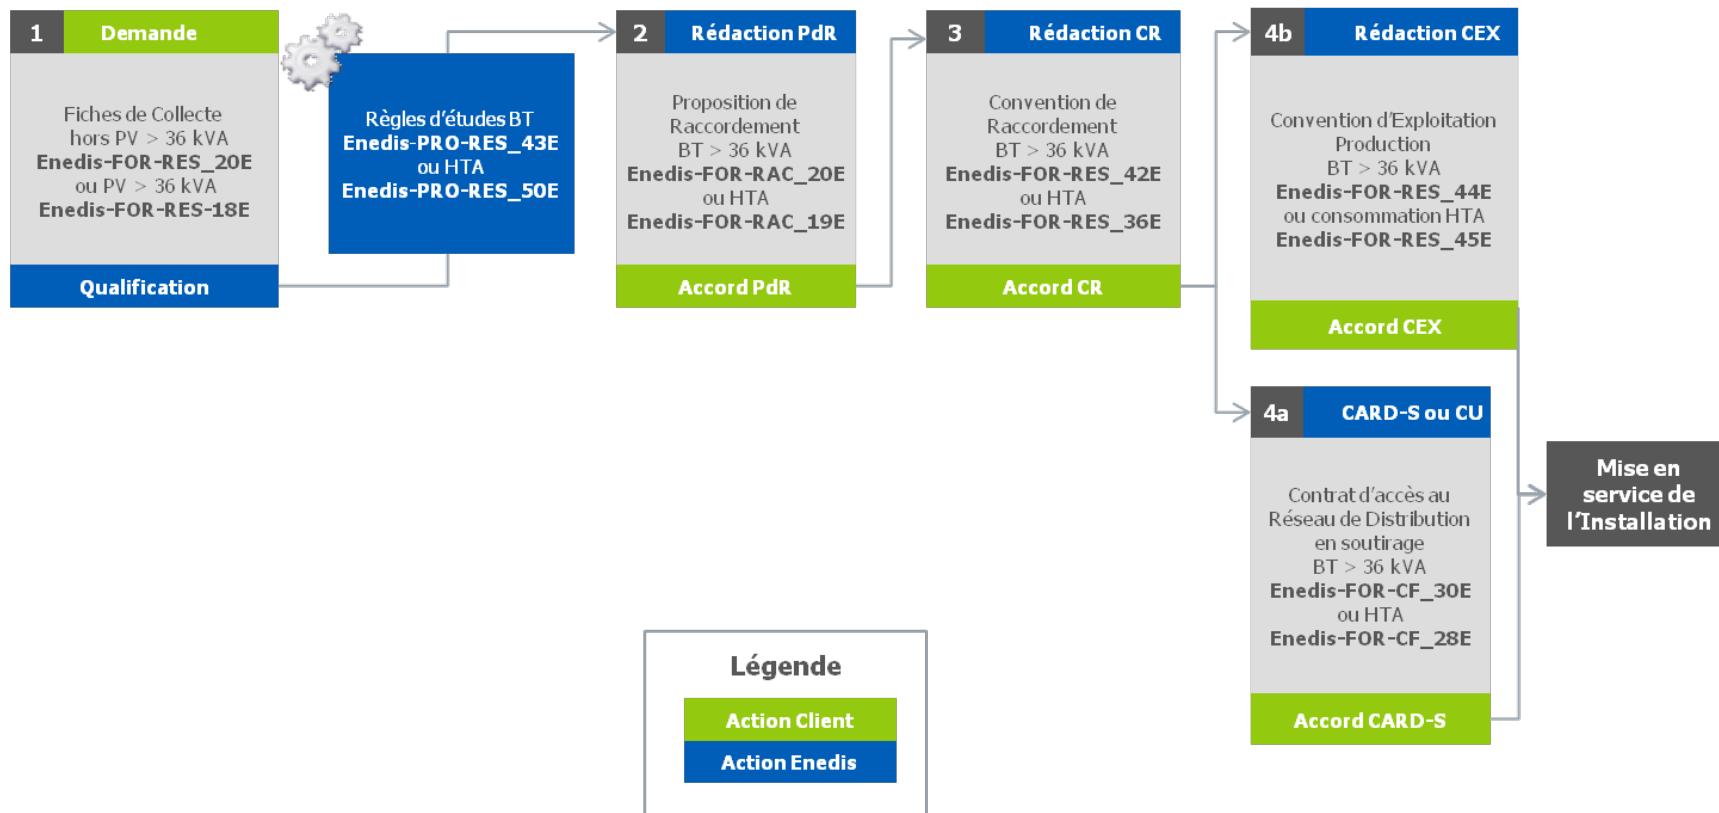 1 Demande
Fiches de Collecte
hors PV > 36 kVA
Enedis-FOR-RES_20E
ou PV > 36 kVA
Enedis-FOR-RES-18E
Qualification
Règles d'études BT
Enedis-PRO-RES_43E
ou HTA
Enedis-PRO-RES_50E
2 Rédaction PdR
Proposition de
Raccordement
BT > 36 kVA
Enedis-FOR-RAC_20E
ou HTA
Enedis-FOR-RAC_19E
Accord PdR
3 Rédaction CR
Convention de
Raccordement
BT > 36 kVA
Enedis-FOR-RES_42E
ou HTA
Enedis-FOR-RES_36E
Accord CR
4b Rédaction CEX
Convention d'Exploitation
Production
BT > 36 kVA
Enedis-FOR-RES_44E
ou consommation HTA
Enedis-FOR-RES_45E
Accord CEX
4a CARD-S ou CU
Contrat d'accès au
Réseau de Distribution
en soutirage
BT > 36 kVA
Enedis-FOR-CF_30E
ou HTA
Enedis-FOR-CF_28E
Accord CARD-S
Mise en
service de
l'Installation
Légende
Action Client
Action Enedis